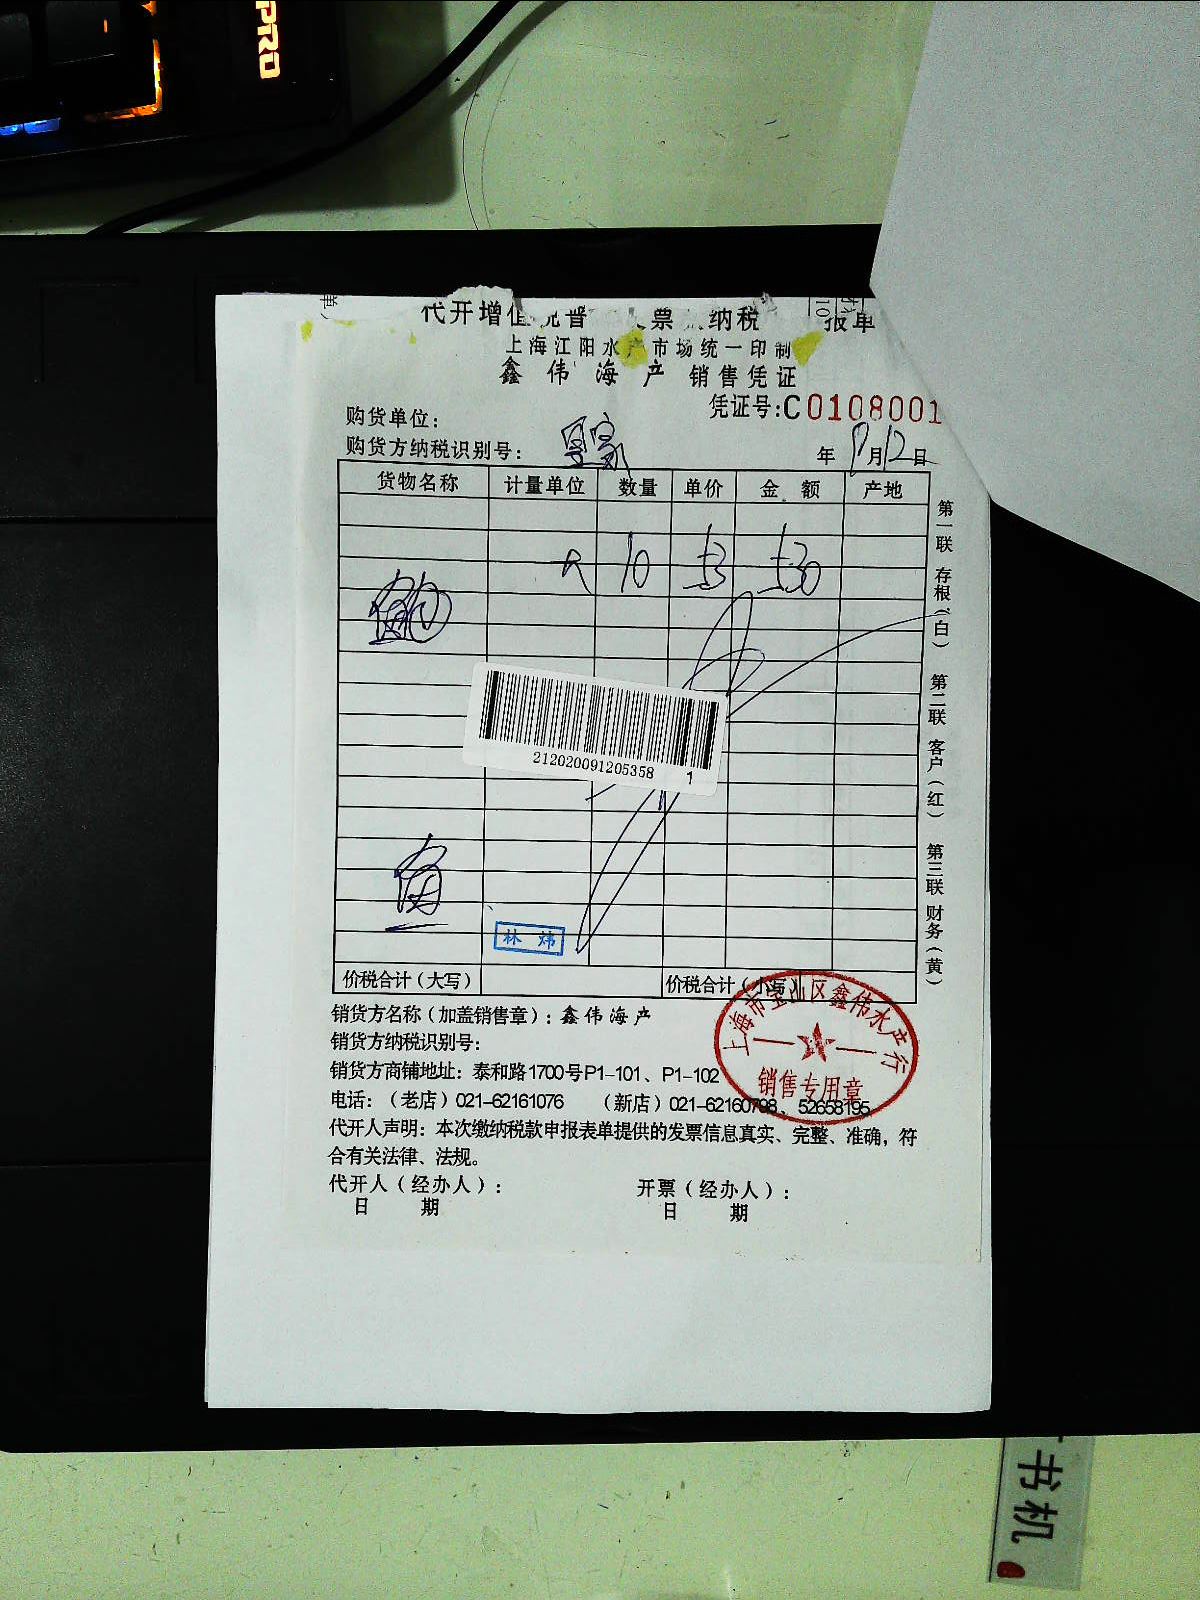 PRO
代开增值税普 发票 纳税 报单
上海江阳水产市场统一印制
鑫伟海产 销售凭证
凭证号:C0108001
购货单位:
购货方纳税识别号:
年 9月12日
货物名称 计量单位 数量 单价 金额 产地
10 53 530
212020091205358 1
林炜
价税合计(大写) 价税合计(小写)
第一联 存根(白) 第二联 客户(红) 第三联 财务(黄)
销货方名称(加盖销售章): 鑫伟海产
销货方纳税识别号:
销货方商铺地址: 泰和路1700号P1-101、P1-102
电话:(老店)021-62161076 (新店)021-62160798、52658195
代开人声明: 本次缴纳税款申报表单提供的发票信息真实、完整、准确,符
合有关法律、法规。
代开人(经办人): 开票(经办人):
日 期 日 期
上海市宝山区鑫伟水产行
销售专用章
书机